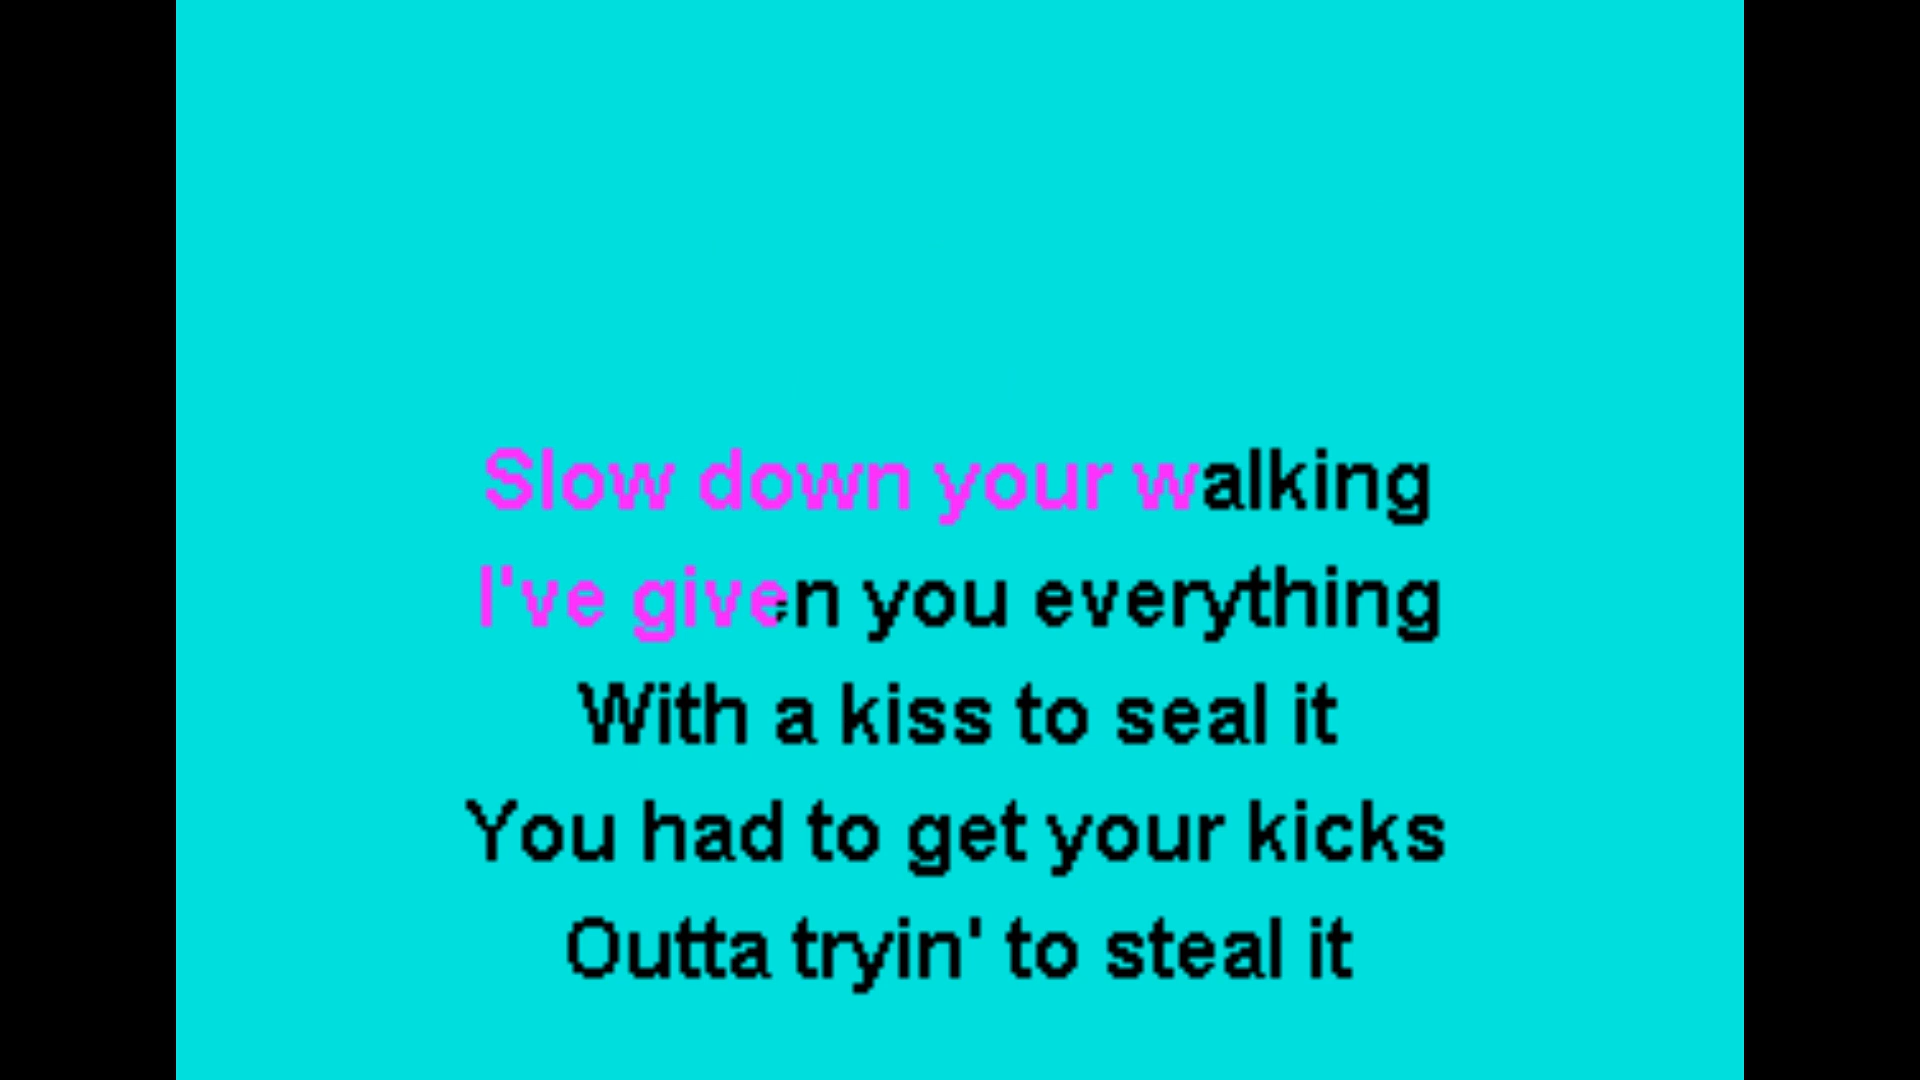 Slow down your walking
I've given you everything
With a kiss to seal it
You had to get your kicks
Outta tryin' to steal it